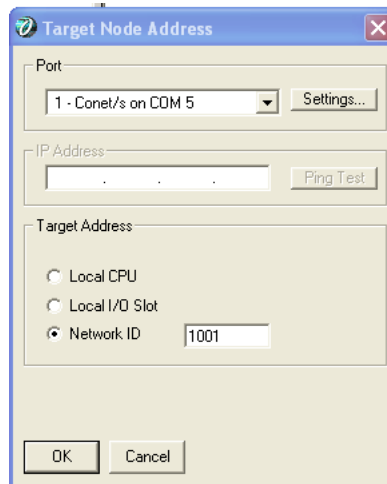 Target Node Address
Port
1 - Conet/s on COM 5
Settings...
IP Address
. . .
Ping Test
Target Address
Local CPU
Local I/O Slot
Network ID
1001
OK
Cancel